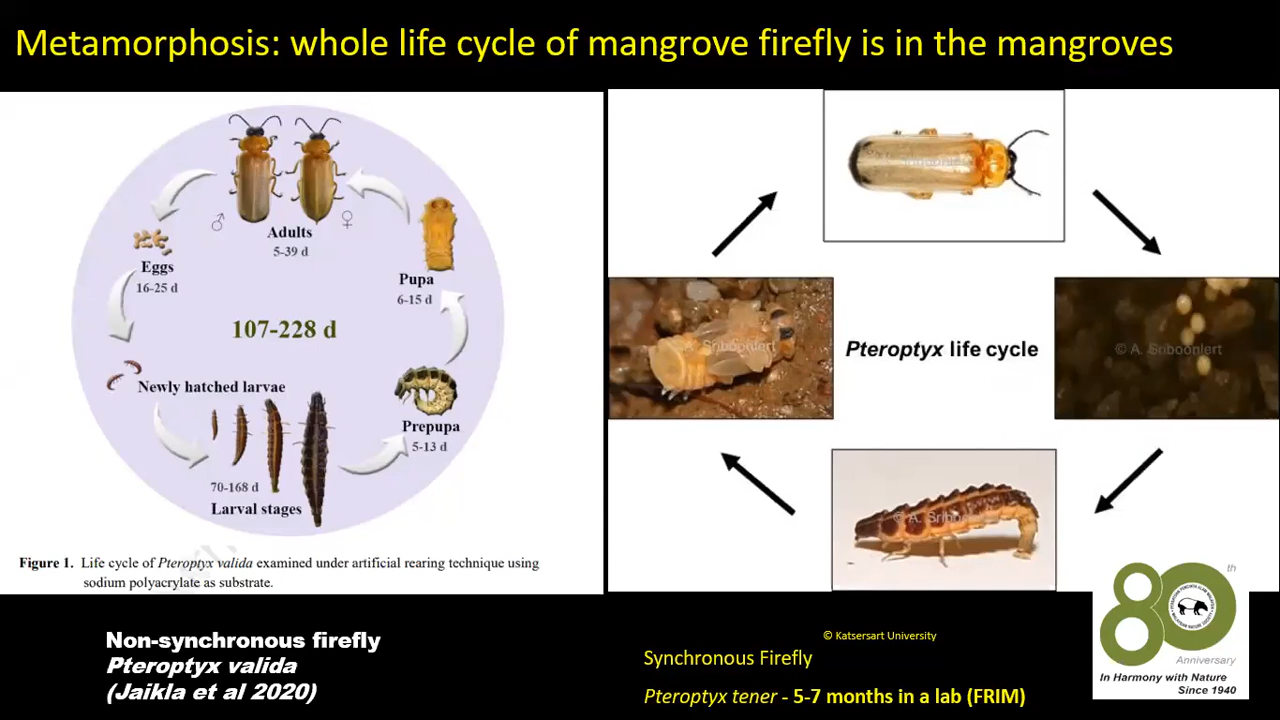 Metamorphosis: whole life cycle of mangrove firefly is in the mangroves
♂
♀
Adults
5-39 d
Eggs
16-25 d
Pupa
6-15 d
107-228 d
Newly hatched larvae
Prepupa
5-13 d
70-168 d
Larval stages
Figure 1. Life cycle of Pteroptyx valida examined under artificial rearing technique using
sodium polyacrylate as substrate.
Non-synchronous firefly
Pteroptyx valida
(Jaikla et al 2020)
Pteroptyx life cycle
© A. Sriboonlert
© A. Sriboonlert
© A. Sriboonlert
© Katsersart University
Synchronous Firefly
Pteroptyx tener - 5-7 months in a lab (FRIM)
80th
Anniversary
In Harmony with Nature
Since 1940